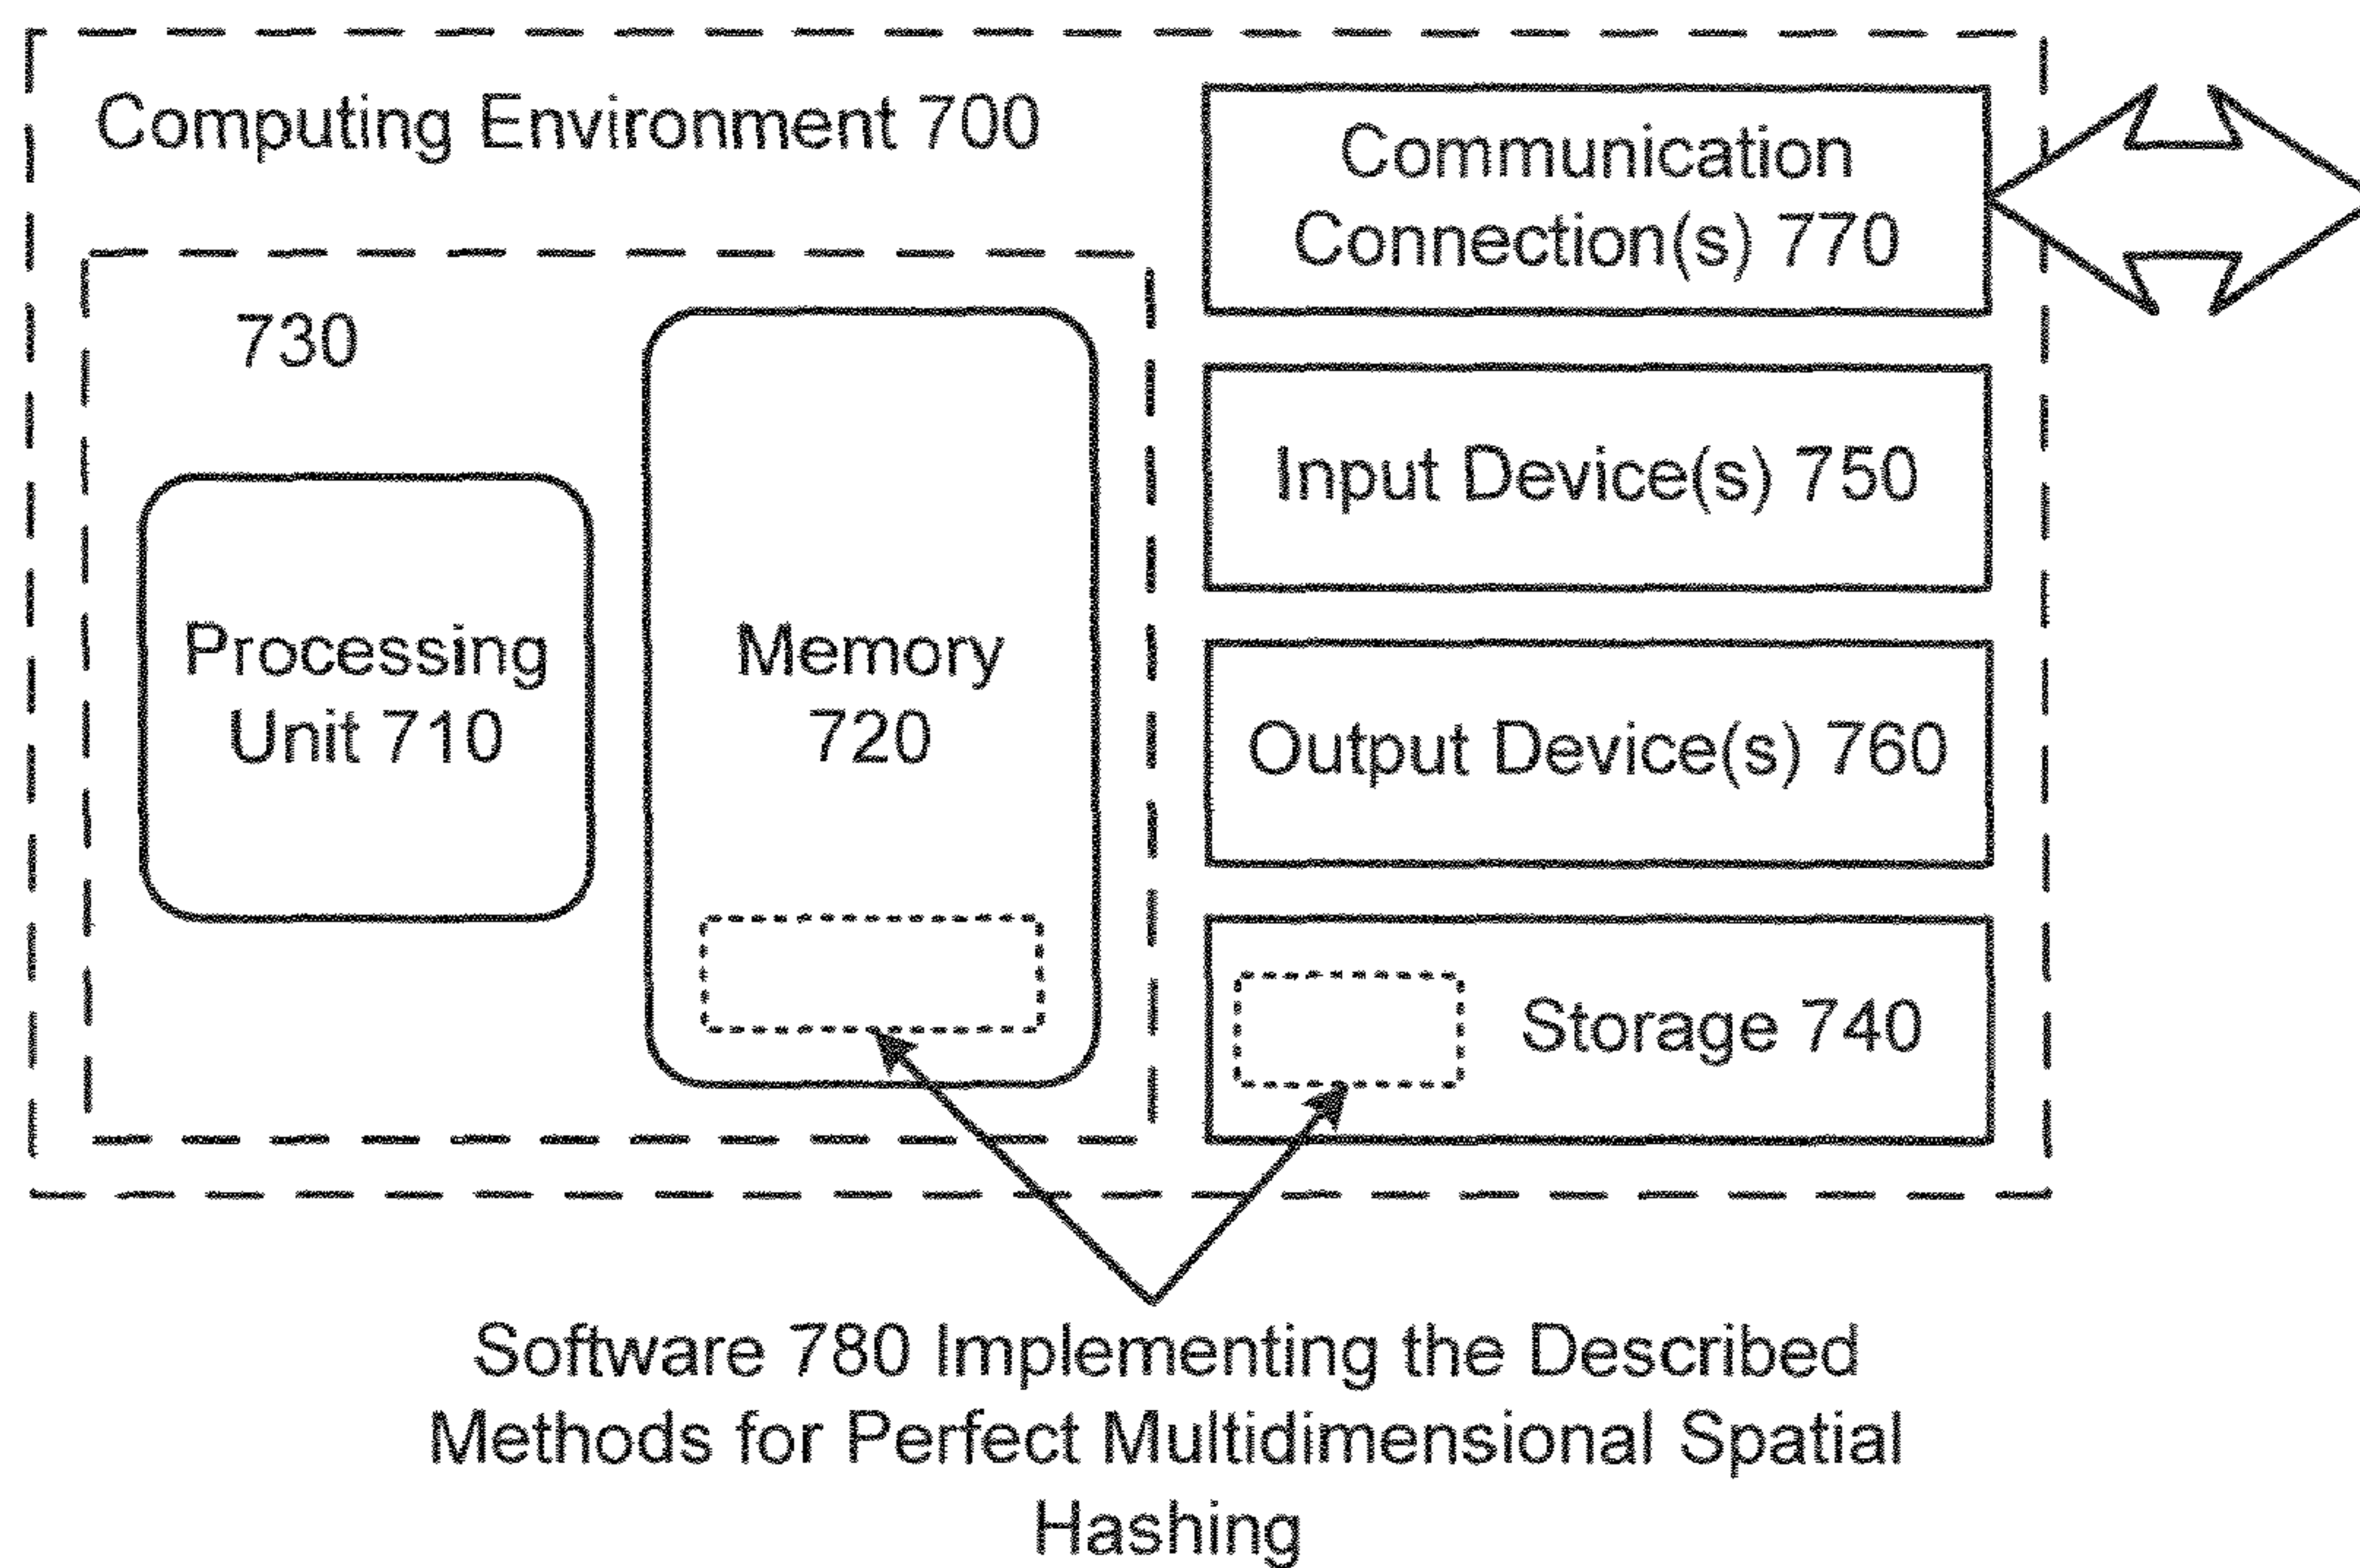 Computing Environment 700
730
Processing
Unit 710
Memory
720
Communication
Connection(s) 770
Input Device(s) 750
Output Device(s) 760
Storage 740
Software 780 Implementing the Described
Methods for Perfect Multidimensional Spatial
Hashing